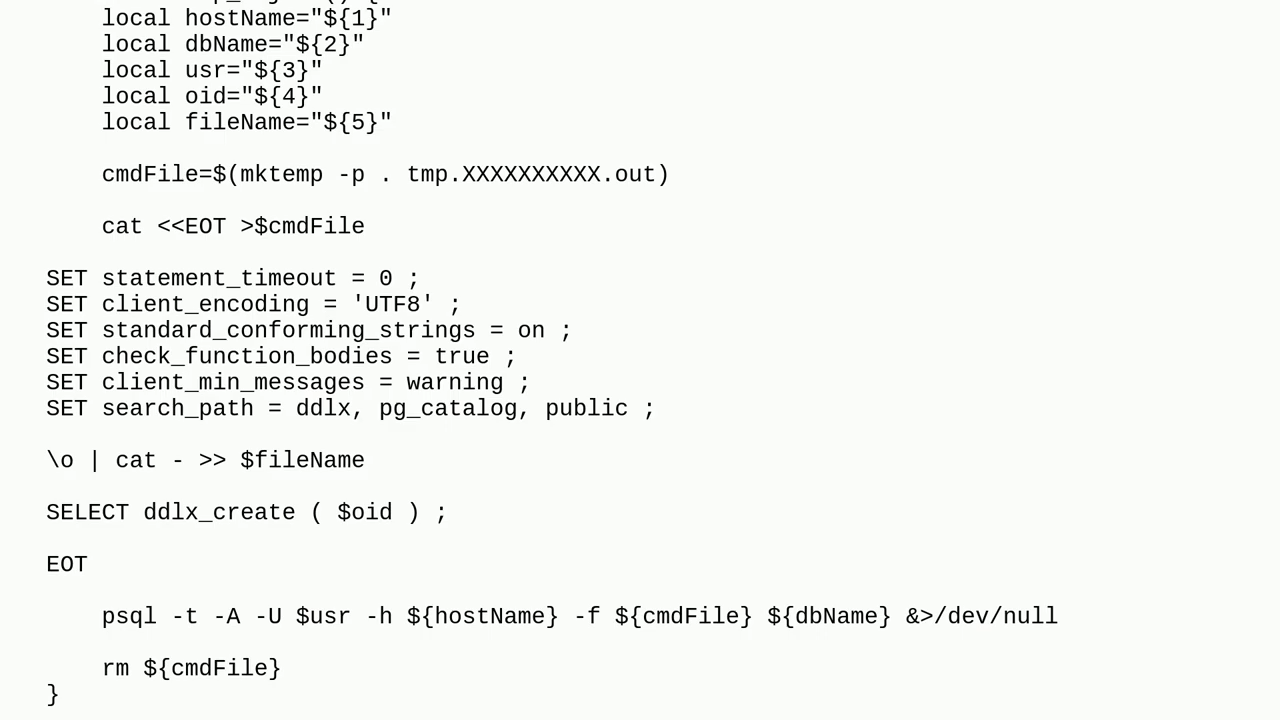 local hostName="${1}"
    local dbName="${2}"
    local usr="${3}"
    local oid="${4}"
    local fileName="${5}"

    cmdFile=$(mktemp -p . tmp.XXXXXXXXXX.out)

    cat <<EOT >$cmdFile

SET statement_timeout = 0 ;
SET client_encoding = 'UTF8' ;
SET standard_conforming_strings = on ;
SET check_function_bodies = true ;
SET client_min_messages = warning ;
SET search_path = ddlx, pg_catalog, public ;

\o | cat - >> $fileName

SELECT ddlx_create ( $oid ) ;

EOT

    psql -t -A -U $usr -h ${hostName} -f ${cmdFile} ${dbName} &>/dev/null

    rm ${cmdFile}
}